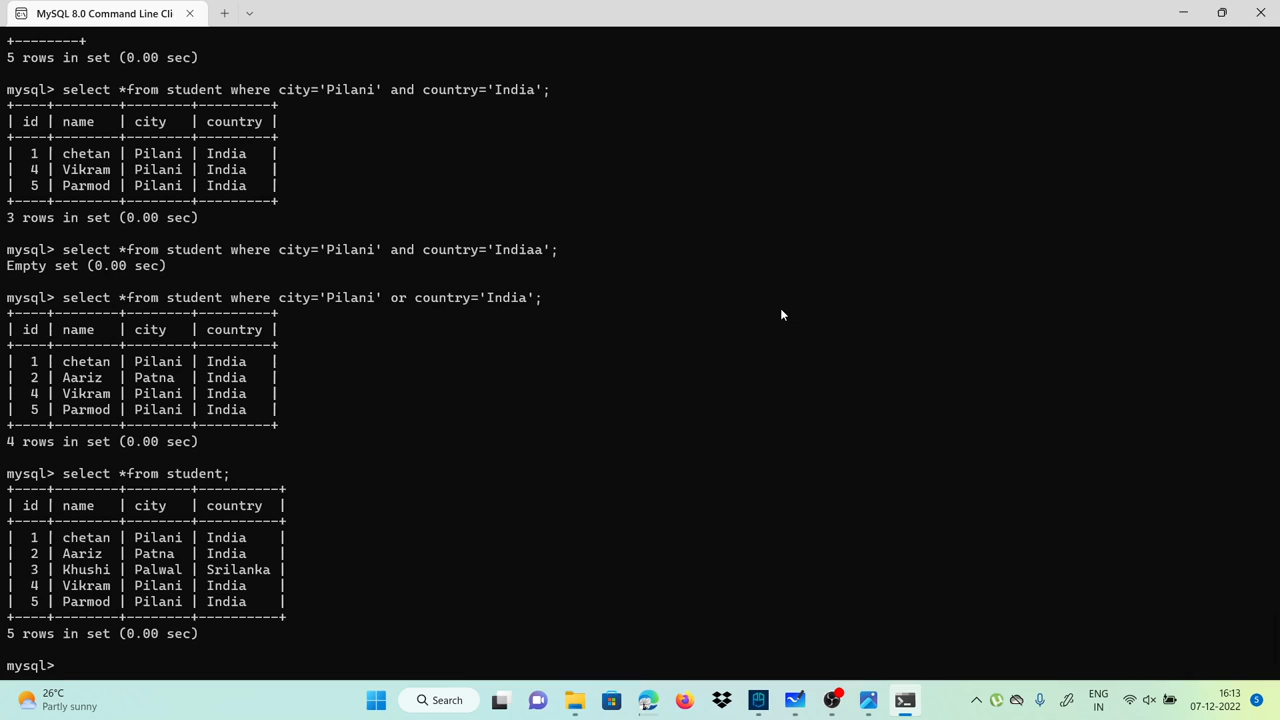 MySQL 8.0 Command Line Cli
+--------+
5 rows in set (0.00 sec)
mysql> select *from student where city='Pilani' and country='India';
+----+--------+--------+---------+
| id | name   | city   | country |
+----+--------+--------+---------+
|  1 | chetan | Pilani | India   |
|  4 | Vikram | Pilani | India   |
|  5 | Parmod | Pilani | India   |
+----+--------+--------+---------+
3 rows in set (0.00 sec)
mysql> select *from student where city='Pilani' and country='Indiaa';
Empty set (0.00 sec)
mysql> select *from student where city='Pilani' or country='India';
+----+--------+--------+---------+
| id | name   | city   | country |
+----+--------+--------+---------+
|  1 | chetan | Pilani | India   |
|  2 | Aariz  | Patna  | India   |
|  4 | Vikram | Pilani | India   |
|  5 | Parmod | Pilani | India   |
+----+--------+--------+---------+
4 rows in set (0.00 sec)
mysql> select *from student;
+----+--------+--------+----------+
| id | name   | city   | country  |
+----+--------+--------+----------+
|  1 | chetan | Pilani | India    |
|  2 | Aariz  | Patna  | India    |
|  3 | Khushi | Palwal | Srilanka |
|  4 | Vikram | Pilani | India    |
|  5 | Parmod | Pilani | India    |
+----+--------+--------+----------+
5 rows in set (0.00 sec)
mysql>
26°C
Partly sunny
Search
ENG
IN
16:13
07-12-2022
5